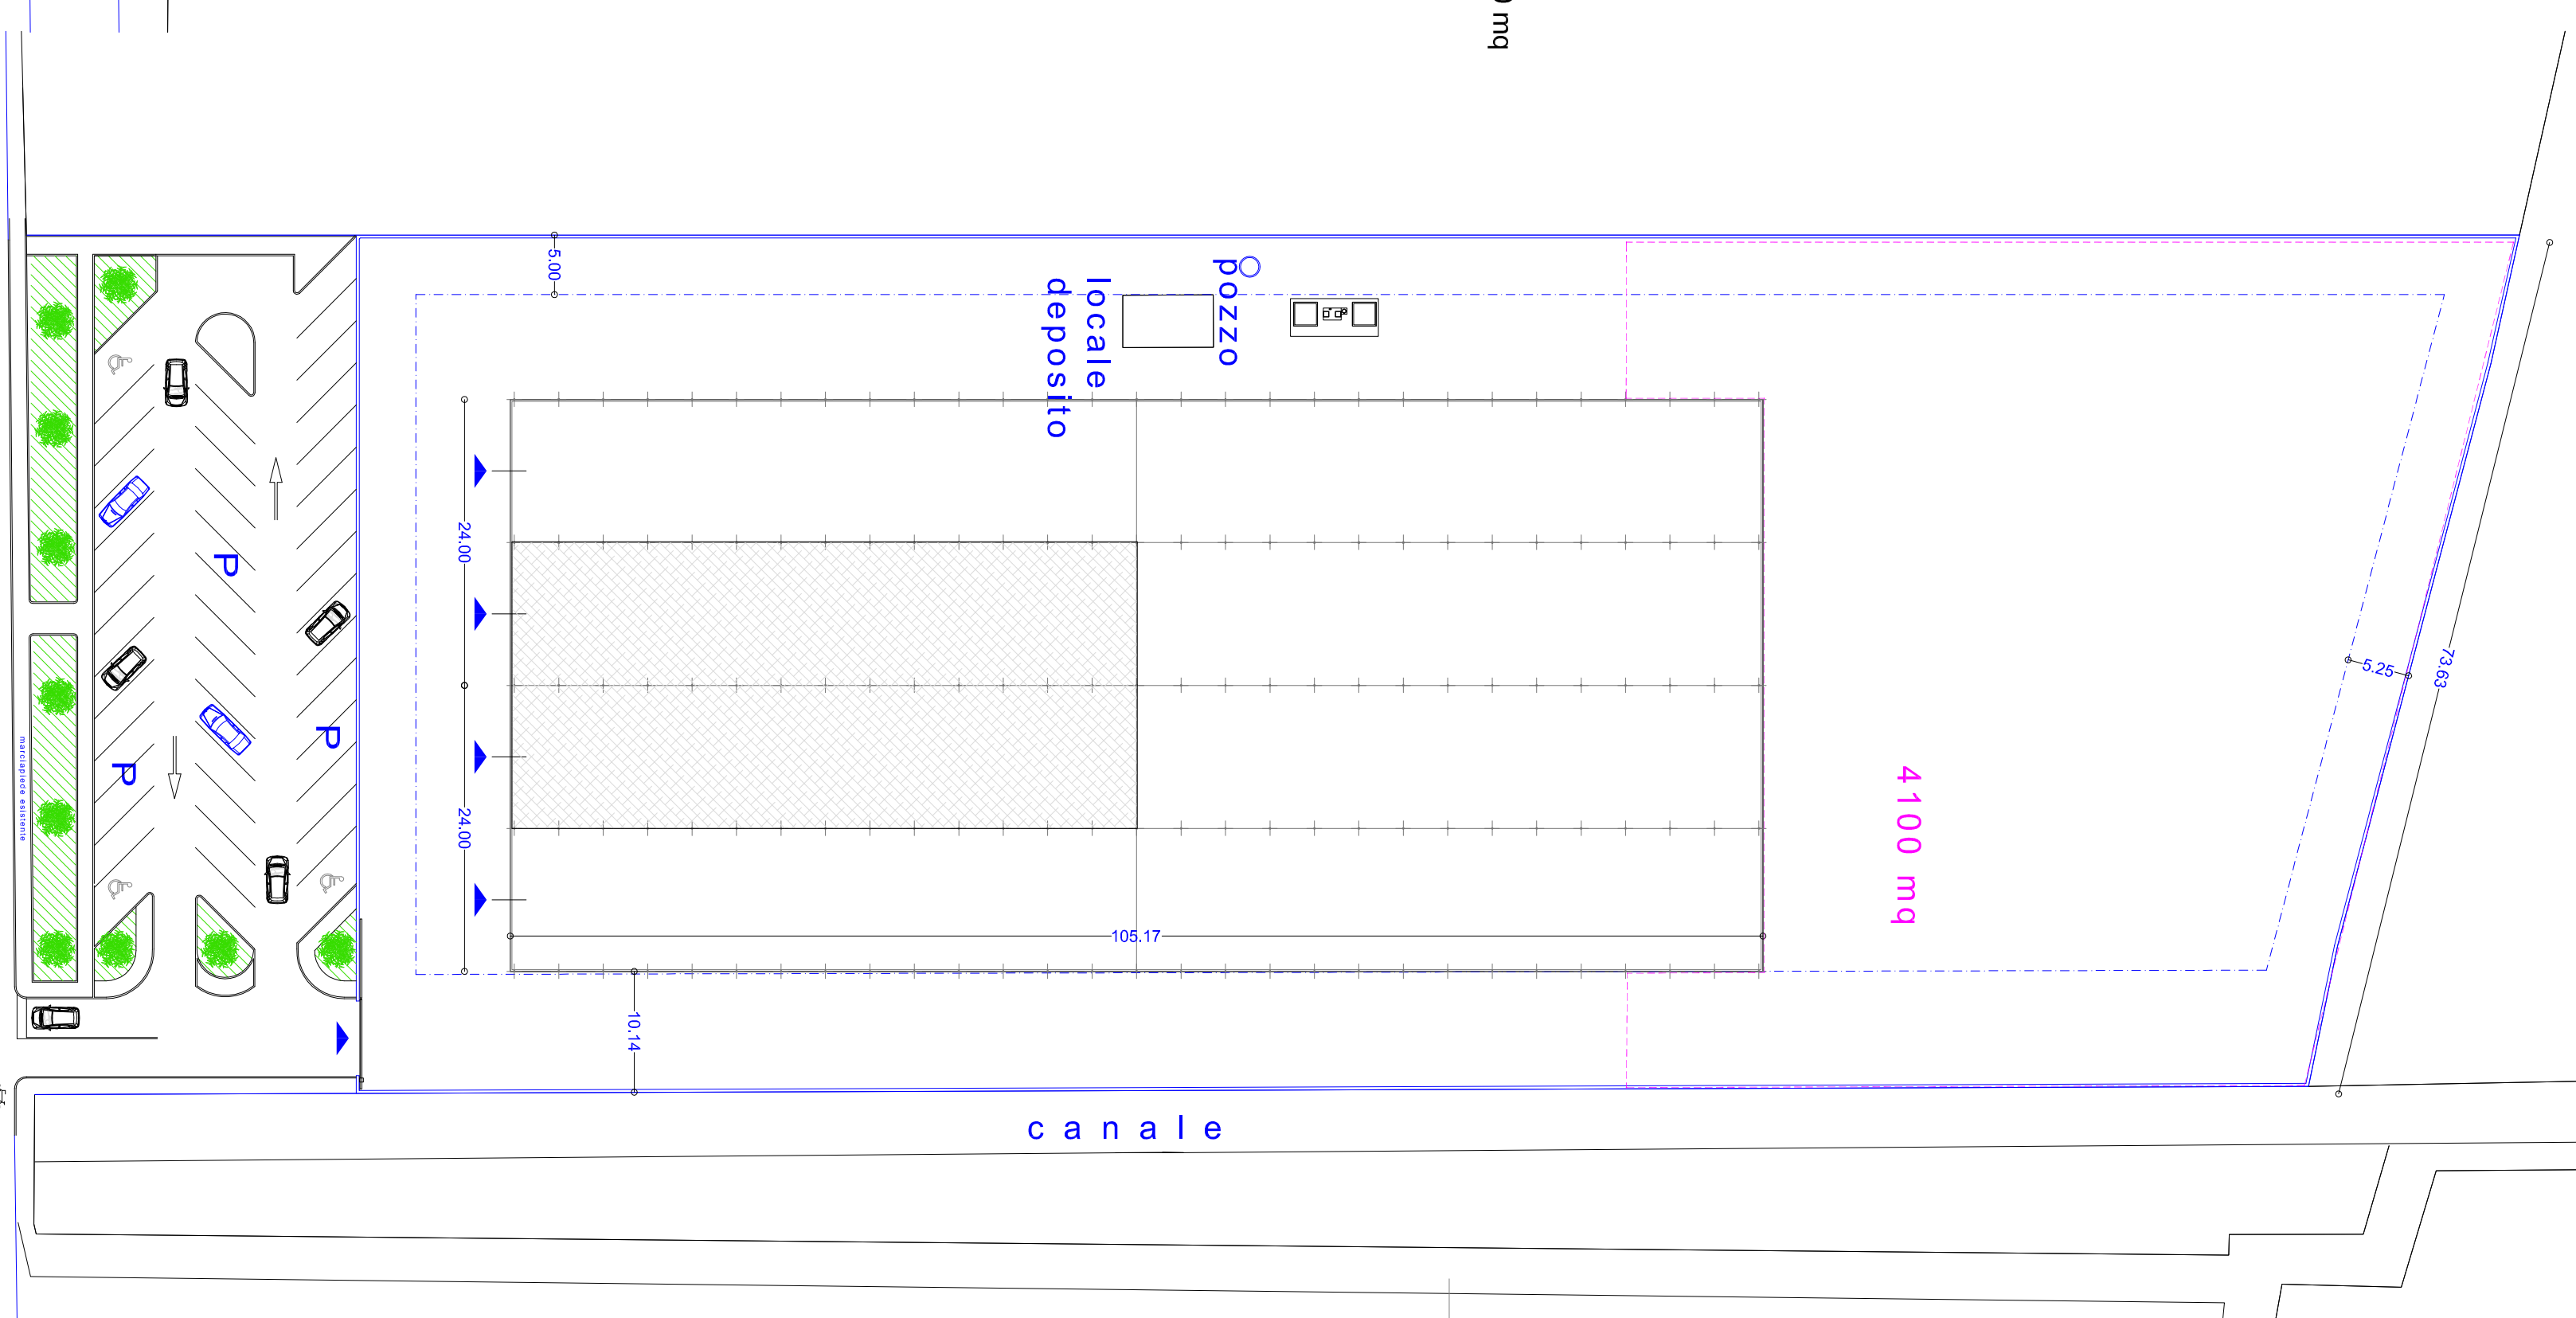 mq
5.00
pozzo
locale
deposito
24.00
24.00
P
P
P
marciapiede esistente
105.17
10.14
5.25
73.63
4100 mq
canale